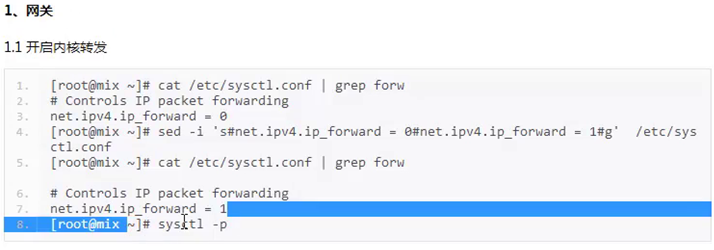 1、网关
1.1 开启内核转发
1. [root@mix ~]# cat /etc/sysctl.conf | grep forw
2. # Controls IP packet forwarding
3. net.ipv4.ip_forward = 0
4. [root@mix ~]# sed -i 's#net.ipv4.ip_forward = 0#net.ipv4.ip_forward = 1#g'  /etc/sys
ctl.conf
5. [root@mix ~]# cat /etc/sysctl.conf | grep forw
6. # Controls IP packet forwarding
7. net.ipv4.ip_forward = 1
8. [root@mix ~]# sysctl -p